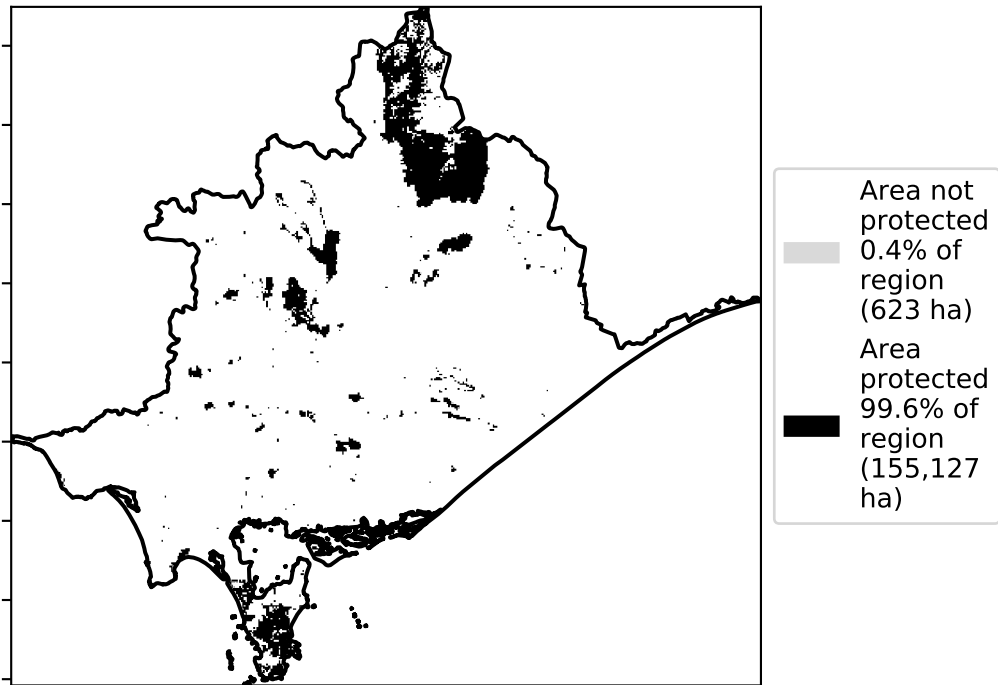 Area not
protected
0.4% of
region
(623 ha)
Area
protected
99.6% of
region
(155,127
ha)